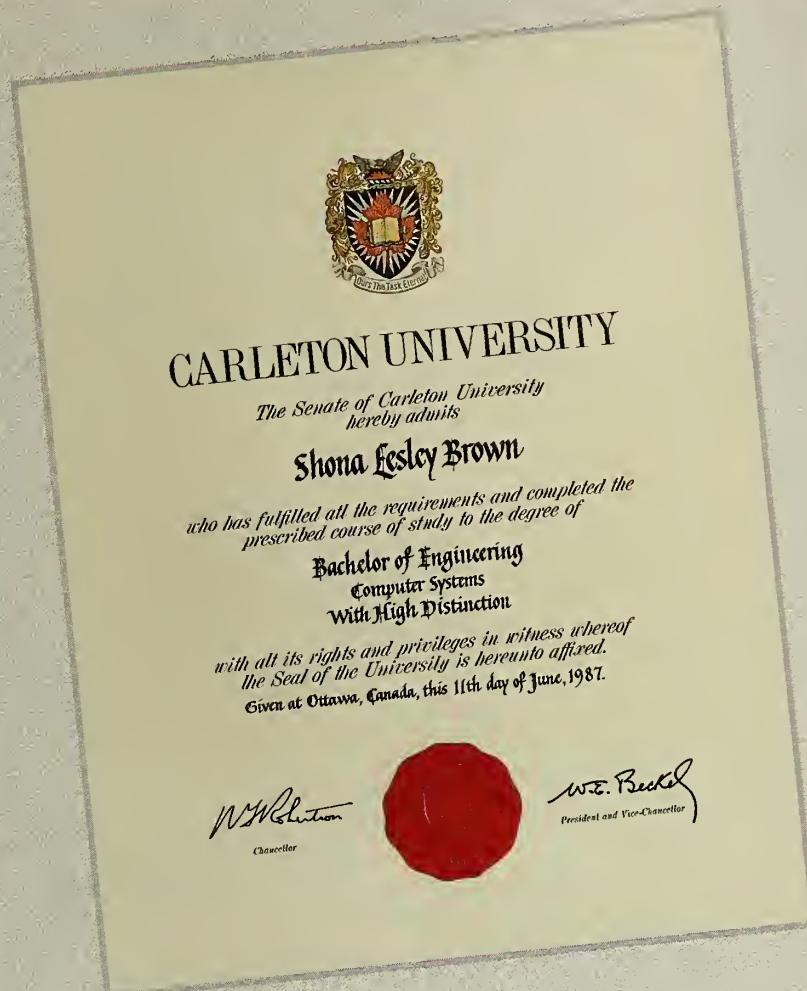 Ours The Task Eternal
CARLETON UNIVERSITY
The Senate of Carleton University
hereby admits
Shona Lesley Brown
who has fulfilled all the requirements and completed the
prescribed course of study to the degree of
Bachelor of Engineering
Computer Systems
With High Distinction
with all its rights and privileges in witness whereof
the Seal of the University is hereunto affixed.
Given at Ottawa, Canada, this 11th day of June, 1987.
W.E. Beckel
Chancellor
President and Vice-Chancellor